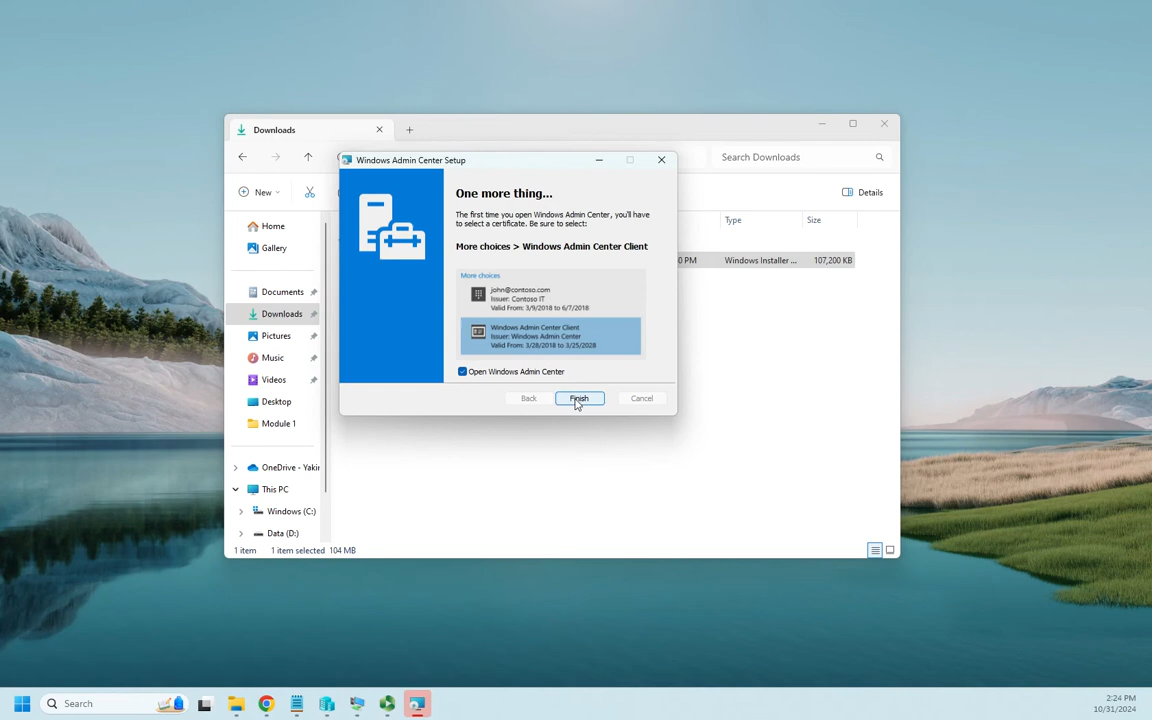 Downloads
Search Downloads
New
Details
Windows Admin Center Setup
One more thing...
The first time you open Windows Admin Center, you'll have
to select a certificate. Be sure to select:
More choices > Windows Admin Center Client
More choices
john@contoso.com
Issuer: Contoso IT
Valid From: 3/9/2018 to 6/7/2018
Windows Admin Center Client
Issuer: Windows Admin Center
Valid From: 3/28/2018 to 3/25/2028
Open Windows Admin Center
Back
Finish
Cancel
Type
Size
0 PM
Windows Installer ...
107,200 KB
Home
Gallery
Documents
Downloads
Pictures
Music
Videos
Desktop
Module 1
OneDrive - Yakir
This PC
Windows (C:)
Data (D:)
1 item
1 item selected
104 MB
Search
2:24 PM
10/31/2024